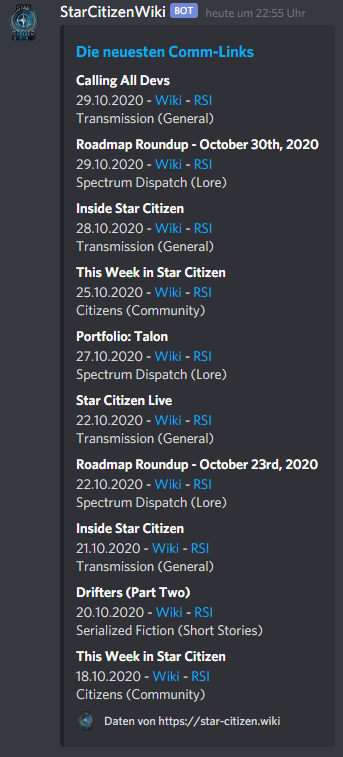 StarCitizenWiki BOT heute um 22:55 Uhr
Die neuesten Comm-Links
Calling All Devs
29.10.2020 - Wiki - RSI
Transmission (General)
Roadmap Roundup - October 30th, 2020
29.10.2020 - Wiki - RSI
Spectrum Dispatch (Lore)
Inside Star Citizen
28.10.2020 - Wiki - RSI
Transmission (General)
This Week in Star Citizen
25.10.2020 - Wiki - RSI
Citizens (Community)
Portfolio: Talon
27.10.2020 - Wiki - RSI
Spectrum Dispatch (Lore)
Star Citizen Live
22.10.2020 - Wiki - RSI
Transmission (General)
Roadmap Roundup - October 23rd, 2020
22.10.2020 - Wiki - RSI
Spectrum Dispatch (Lore)
Inside Star Citizen
21.10.2020 - Wiki - RSI
Transmission (General)
Drifters (Part Two)
20.10.2020 - Wiki - RSI
Serialized Fiction (Short Stories)
This Week in Star Citizen
18.10.2020 - Wiki - RSI
Citizens (Community)
Daten von https://star-citizen.wiki